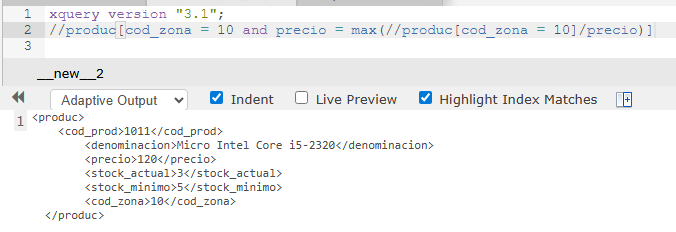 1 xquery version "3.1";
2 //produc[cod_zona = 10 and precio = max(//produc[cod_zona = 10]/precio)]
3
__new__2
Adaptive Output Indent Live Preview Highlight Index Matches
1 <produc>
<cod_prod>1011</cod_prod>
<denominacion>Micro Intel Core i5-2320</denominacion>
<precio>120</precio>
<stock_actual>3</stock_actual>
<stock_minimo>5</stock_minimo>
<cod_zona>10</cod_zona>
</produc>